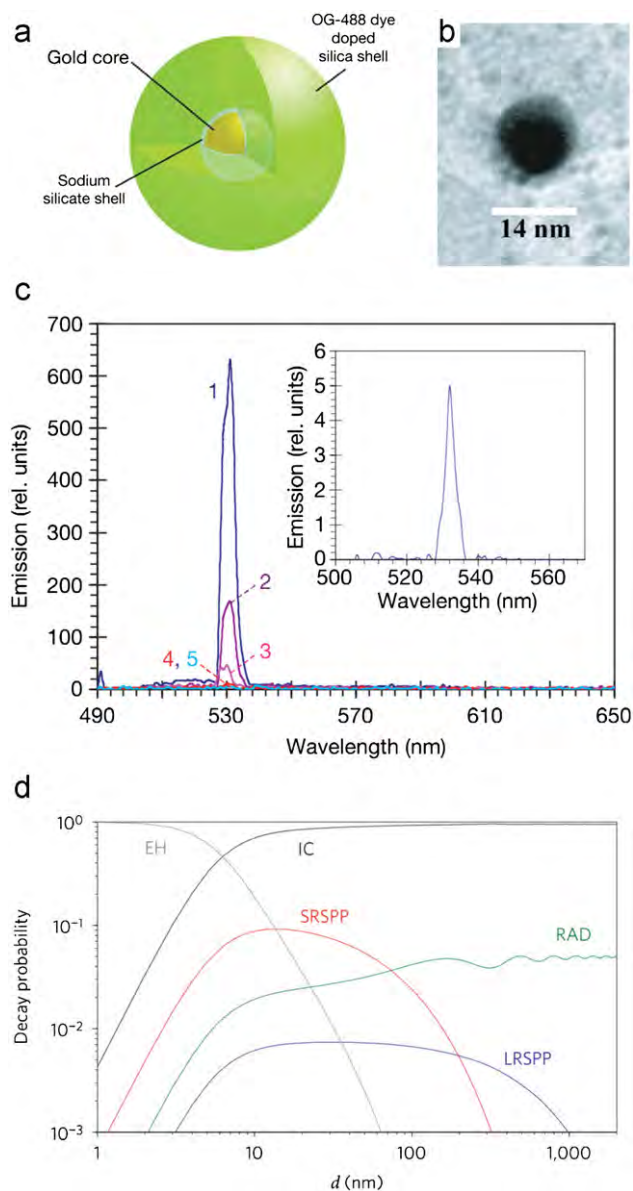 a
OG-488 dye
doped
silica shell
Gold core
Sodium
silicate shell
b
14 nm
c
700
600
500
400
300
200
100
0
Emission (rel. units)
1
2
3
4, 5
490
530
570
610
650
Wavelength (nm)
6
5
4
3
2
1
0
Emission (rel. units)
500
520
540
560
Wavelength (nm)
d
10⁰
10⁻¹
10⁻²
10⁻³
Decay probability
EH
IC
SRSPP
RAD
LRSPP
1
10
100
1,000
d (nm)